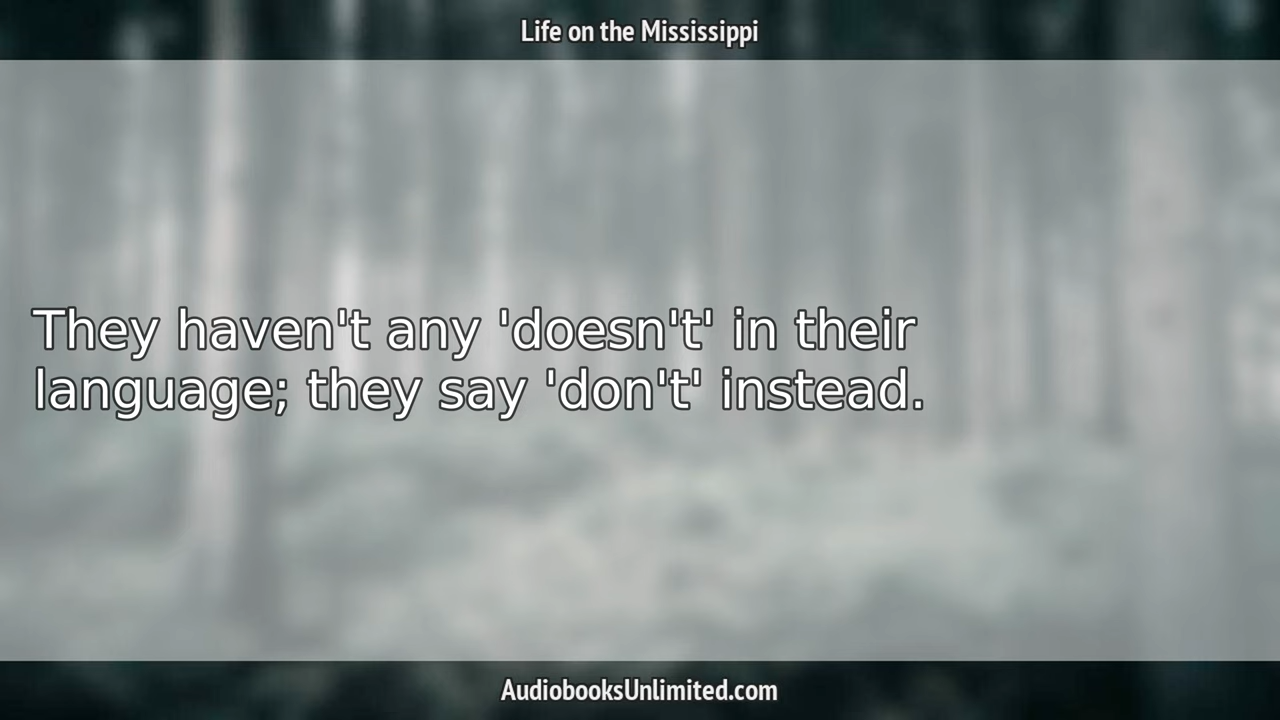 Life on the Mississippi
They haven't any 'doesn't' in their
language; they say 'don't' instead.
AudiobooksUnlimited.com